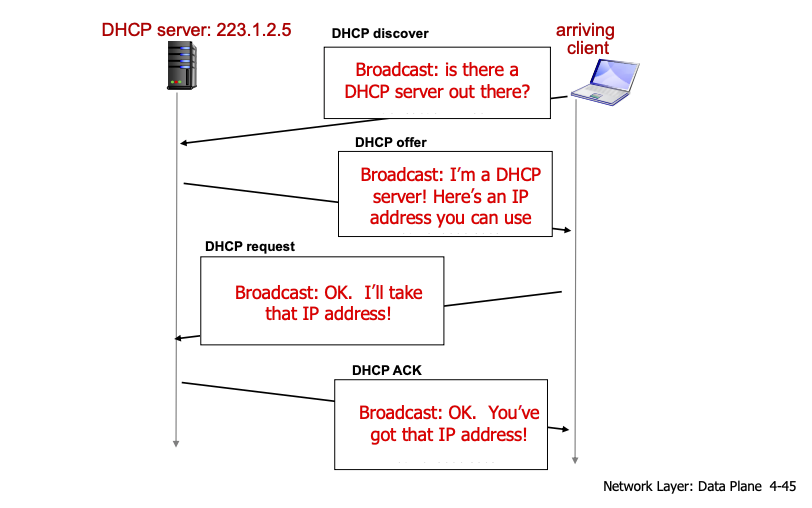 DHCP server: 223.1.2.5
DHCP discover
arriving
client
Broadcast: is there a
DHCP server out there?
DHCP offer
Broadcast: I’m a DHCP
server! Here’s an IP
address you can use
DHCP request
Broadcast: OK.  I’ll take
that IP address!
DHCP ACK
Broadcast: OK.  You’ve
got that IP address!
Network Layer: Data Plane  4-45